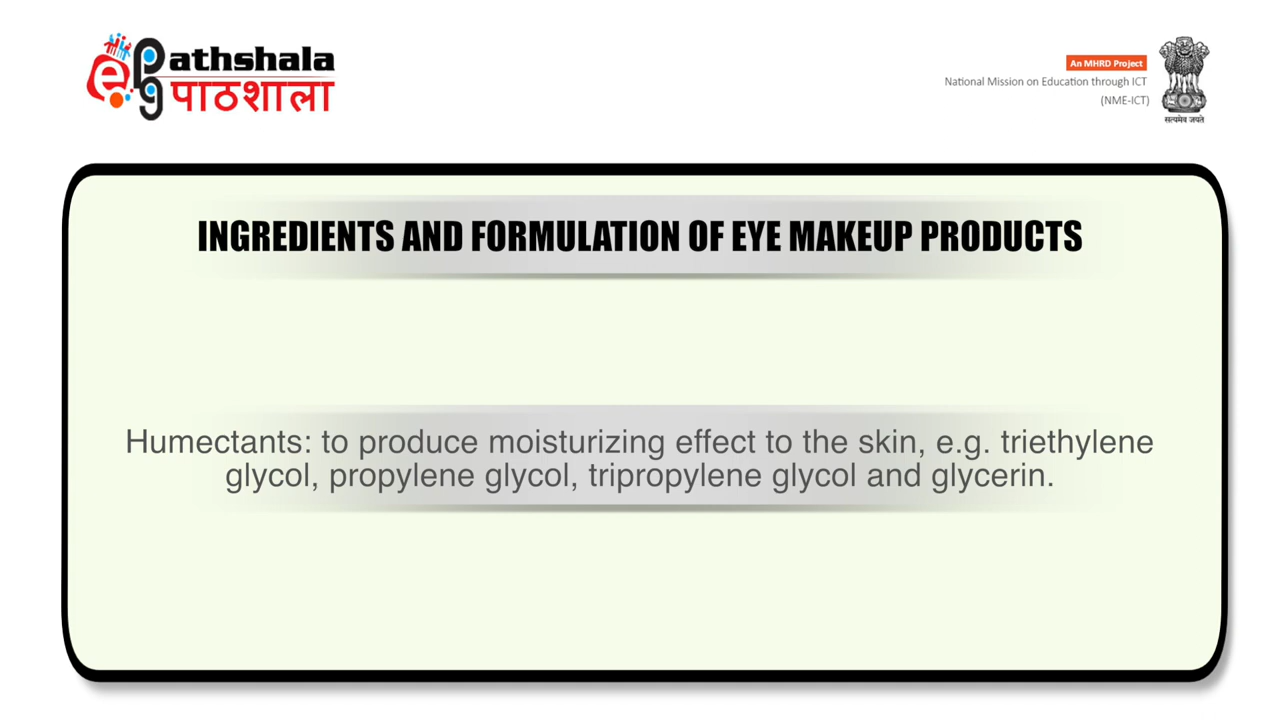 e pg Pathshala
पाठशाला
An MHRD Project
National Mission on Education through ICT
(NME-ICT)
सत्यमेव जयते
INGREDIENTS AND FORMULATION OF EYE MAKEUP PRODUCTS
Humectants: to produce moisturizing effect to the skin, e.g. triethylene
glycol, propylene glycol, tripropylene glycol and glycerin.